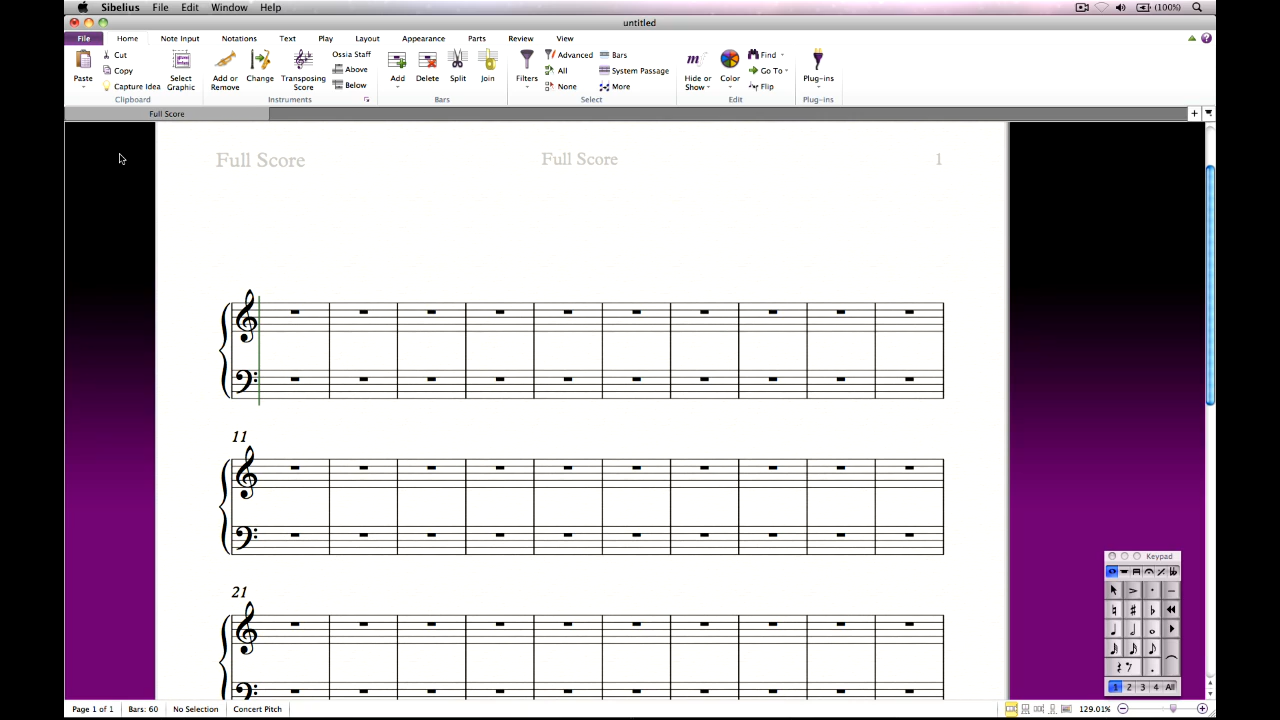 Sibelius File Edit Window Help (100%)
untitled
File Home Note Input Notations Text Play Layout Appearance Parts Review View
Paste Cut Copy Capture Idea Select Graphic
Clipboard
Add or Remove Change Transposing Score Ossia Staff Above Below
Instruments
Add Delete Split Join
Bars
Filters Advanced All None Bars System Passage More
Select
Hide or Show Color Find Go To Flip
Edit
Plug-ins
Plug-ins
Full Score
Full Score Full Score 1
11
21
Keypad
1 2 3 4 All
Page 1 of 1 Bars: 60 No Selection Concert Pitch 129.01%